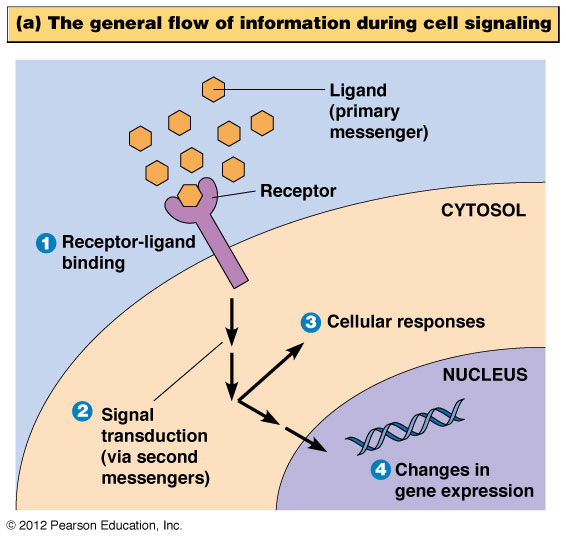 (a) The general flow of information during cell signaling
Ligand
(primary
messenger)
Receptor
CYTOSOL
1 Receptor-ligand
binding
3 Cellular responses
NUCLEUS
2 Signal
transduction
(via second
messengers)
4 Changes in
gene expression
© 2012 Pearson Education, Inc.